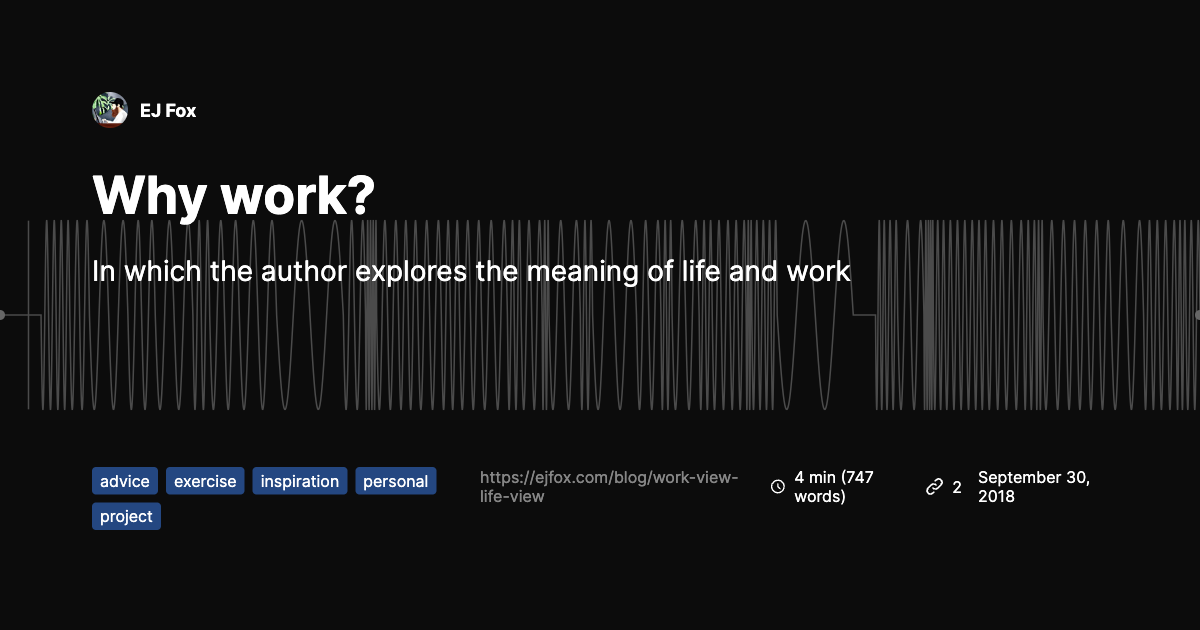 EJ Fox
Why work?
In which the author explores the meaning of life and work
advice exercise inspiration personal
project
https://ejfox.com/blog/work-view-
life-view
4 min (747
words)
2
September 30,
2018